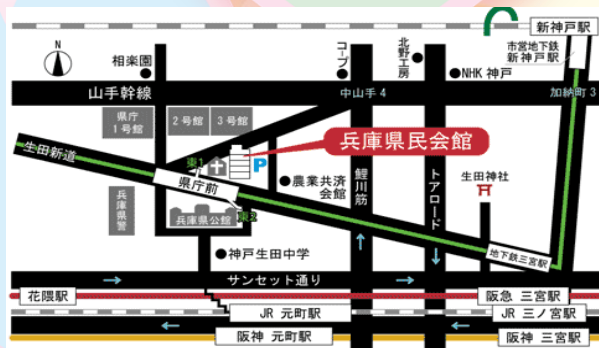 新神戸駅
N
相楽園
コープ
北野工房
NHK 神戸
市営地下鉄
新神戸駅
山手幹線
中山手 4
加納町 3
県庁
1号館
2号館
3号館
兵庫県民会館
生田新道
東1
P
県庁前
農業共済
会館
鯉川筋
トアロード
生田神社
兵庫県警
兵庫県公館
東2
神戸生田中学
地下鉄三宮駅
サンセット通り
花隈駅
阪急 三宮駅
JR 元町駅
JR 三ノ宮駅
阪神 元町駅
阪神 三宮駅